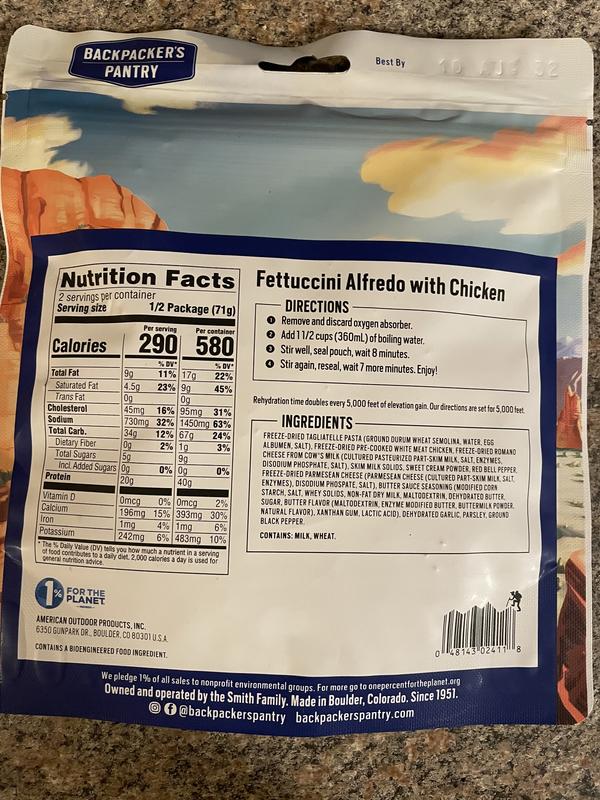 BACKPACKER'S
PANTRY
Best By
Nutrition Facts
2 servings per container
Serving size 1/2 Package (71g)
Per serving Per container
Calories 290 580
% DV* % DV*
Total Fat 9g 11% 17g 22%
Saturated Fat 4.5g 23% 9g 45%
Trans Fat 0g 0g
Cholesterol 45mg 16% 95mg 31%
Sodium 730mg 32% 1450mg 63%
Total Carb. 34g 12% 67g 24%
Dietary Fiber 0g 2% 1g 3%
Total Sugars 5g 9g
Incl. Added Sugars 0g 0% 0g 0%
Protein 20g 40g
Vitamin D 0mcg 0% 0mcg 2%
Calcium 196mg 15% 393mg 30%
Iron 1mg 4% 1mg 6%
Potassium 242mg 6% 483mg 10%
* The % Daily Value (DV) tells you how much a nutrient in a serving
of food contributes to a daily diet. 2,000 calories a day is used for
general nutrition advice.
Fettuccini Alfredo with Chicken
DIRECTIONS
1 Remove and discard oxygen absorber.
2 Add 1 1/2 cups (360mL) of boiling water.
3 Stir well, seal pouch, wait 8 minutes.
4 Stir again, reseal, wait 7 more minutes. Enjoy!
Rehydration time doubles every 5,000 feet of elevation gain. Our directions are set for 5,000 feet.
INGREDIENTS
FREEZE-DRIED TAGLIATELLE PASTA (GROUND DURUM WHEAT SEMOLINA, WATER, EGG
ALBUMEN, SALT), FREEZE-DRIED PRE-COOKED WHITE MEAT CHICKEN, FREEZE-DRIED ROMANO
CHEESE FROM COW'S MILK (CULTURED PASTEURIZED PART-SKIM MILK, SALT, ENZYMES,
DISODIUM PHOSPHATE, SALT), SKIM MILK SOLIDS, SWEET CREAM POWDER, RED BELL PEPPER,
FREEZE-DRIED PARMESEAN CHEESE (PARMESEAN CHEESE (CULTURED PART-SKIM MILK, SALT,
ENZYMES), DISODIUM PHOSPATE, SALT), BUTTER SAUCE SEASONING (MODIFIED CORN
STARCH, SALT, WHEY SOLIDS, NON-FAT DRY MILK, MALTODEXTRIN, DEHYDRATED BUTTER,
SUGAR, BUTTER FLAVOR (MALTODEXTRIN, ENZYME MODIFIED BUTTER, BUTTERMILK POWDER,
NATURAL FLAVOR), XANTHAN GUM, LACTIC ACID), DEHYDRATED GARLIC, PARSLEY, GROUND
BLACK PEPPER.
CONTAINS: MILK, WHEAT.
1% FOR THE
PLANET
AMERICAN OUTDOOR PRODUCTS, INC.
6350 GUNPARK DR., BOULDER, CO 80301 U.S.A.
CONTAINS A BIOENGINEERED FOOD INGREDIENT.
0 48143 02411 8
We pledge 1% of all sales to nonprofit environmental groups. For more go to onepercentfortheplanet.org
Owned and operated by the Smith Family. Made in Boulder, Colorado. Since 1951.
@backpackerspantry backpackerspantry.com